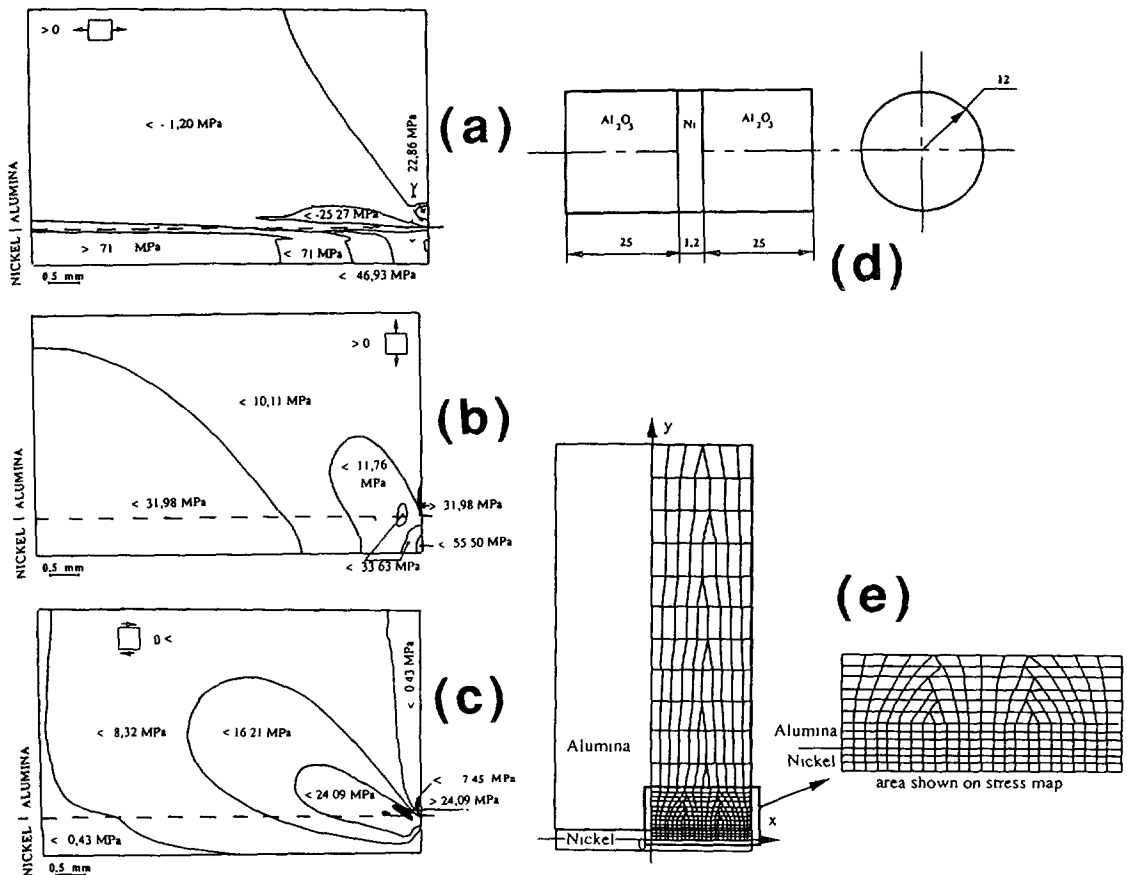 > 0
< - 1,20 MPa
< 22,86 MPa
< -25 27 MPa
> 71 MPa
< 71 MPa
< 46,93 MPa
NICKEL | ALUMINA
0.5 mm
(a)
> 0
< 10,11 MPa
< 11,76 MPa
< 31,98 MPa
> 31,98 MPa
< 55 50 MPa
< 33 63 MPa
NICKEL | ALUMINA
0.5 mm
(b)
0 <
< 0.43 MPa
< 8,32 MPa
< 16 21 MPa
< 24 09 MPa
< 7 45 MPa
> 24,09 MPa
< 0,43 MPa
NICKEL | ALUMINA
0.5 mm
(c)
Al2O3
Ni
Al2O3
12
25
1,2
25
(d)
y
Alumina
Nickel
0
x
(e)
Alumina
Nickel
area shown on stress map